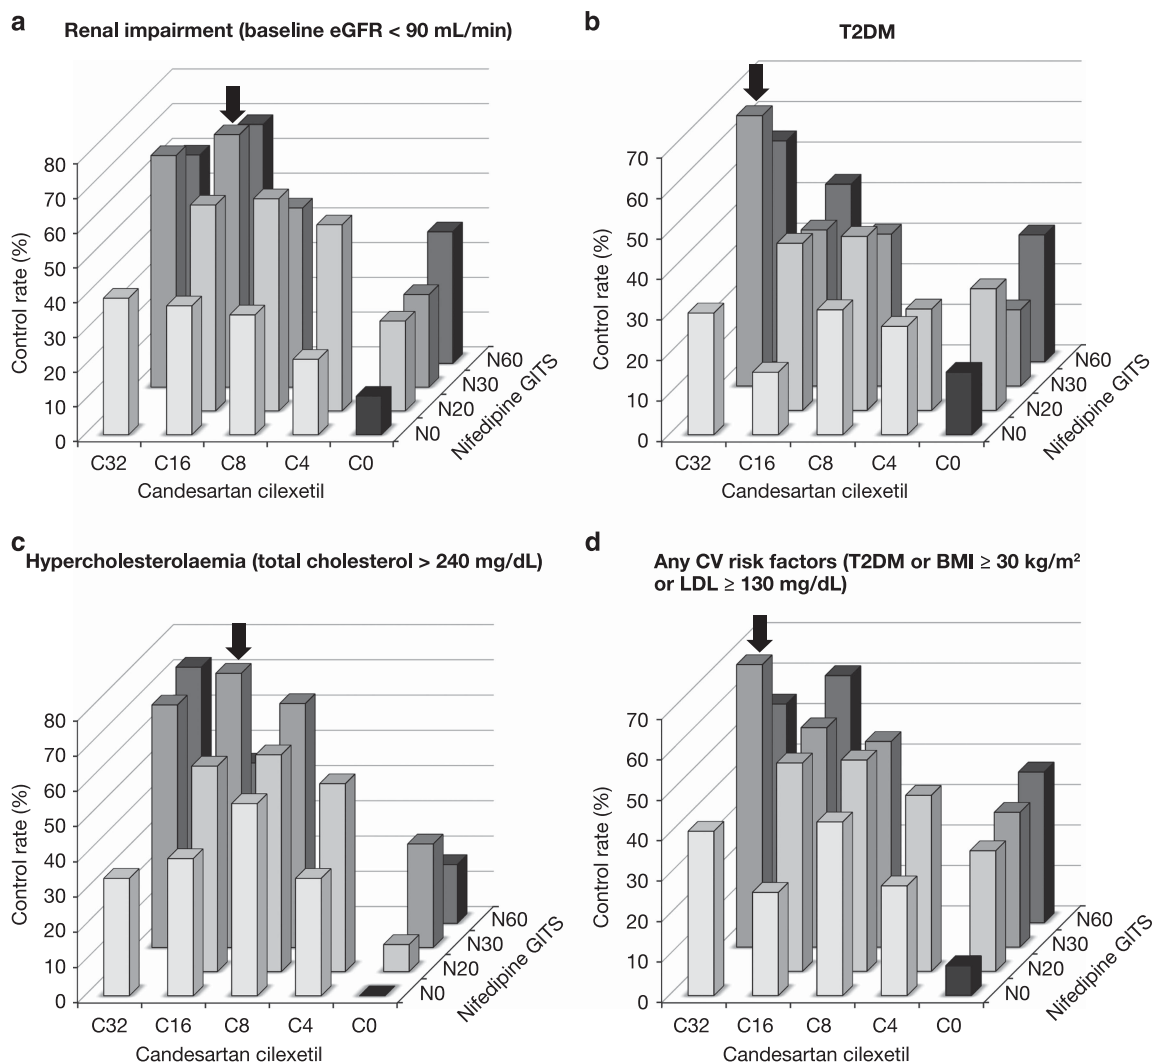 a
Renal impairment (baseline eGFR < 90 mL/min)
80
70
60
50
40
30
20
10
0
Control rate (%)
C32 C16 C8 C4 C0
Candesartan cilexetil
N60
N30
N20
N0
Nifedipine GITS
b
T2DM
70
60
50
40
30
20
10
0
Control rate (%)
C32 C16 C8 C4 C0
Candesartan cilexetil
N60
N30
N20
N0
Nifedipine GITS
c
Hypercholesterolaemia (total cholesterol > 240 mg/dL)
80
70
60
50
40
30
20
10
0
Control rate (%)
C32 C16 C8 C4 C0
Candesartan cilexetil
N60
N30
N20
N0
Nifedipine GITS
d
Any CV risk factors (T2DM or BMI ≥ 30 kg/m²
or LDL ≥ 130 mg/dL)
70
60
50
40
30
20
10
0
Control rate (%)
C32 C16 C8 C4 C0
Candesartan cilexetil
N60
N30
N20
N0
Nifedipine GITS